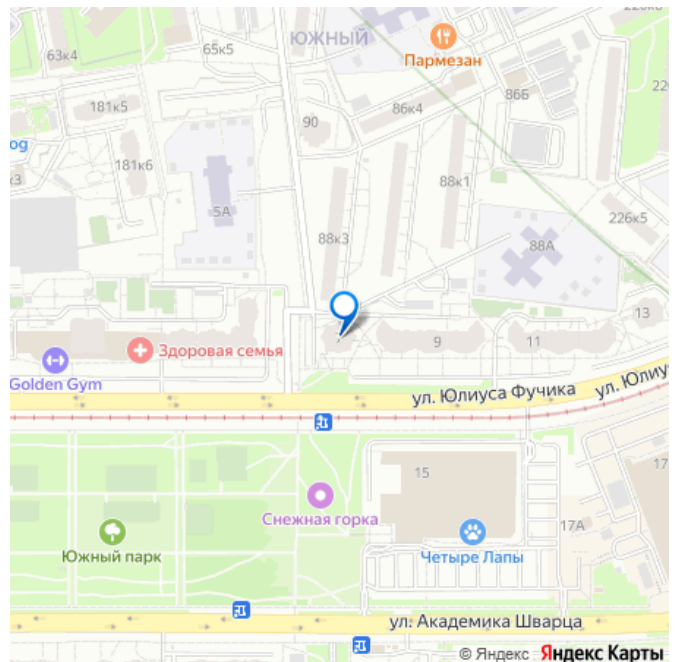 63к4
65к5
ЮЖНЫЙ
Пармезан
181к5
og
181к6
к3
90
86к4
86Б
22
5А
88к1
88к3
88А
226к5
Здоровая семья
Golden Gym
9
11
13
ул. Юлиуса Фучика
ул. Юлиу
15
17
Снежная горка
17А
Южный парк
Четыре Лапы
ул. Академика Шварца
© Яндекс Яндекс Карты